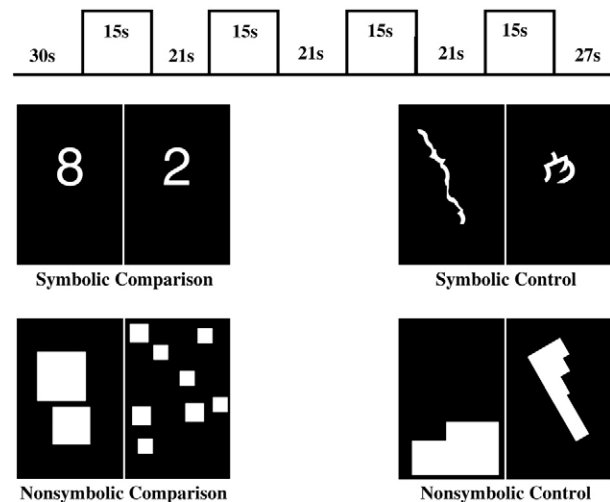 15s 15s 15s 15s
30s 21s 21s 21s 27s
8 2
Symbolic Comparison
Symbolic Control
Nonsymbolic Comparison
Nonsymbolic Control